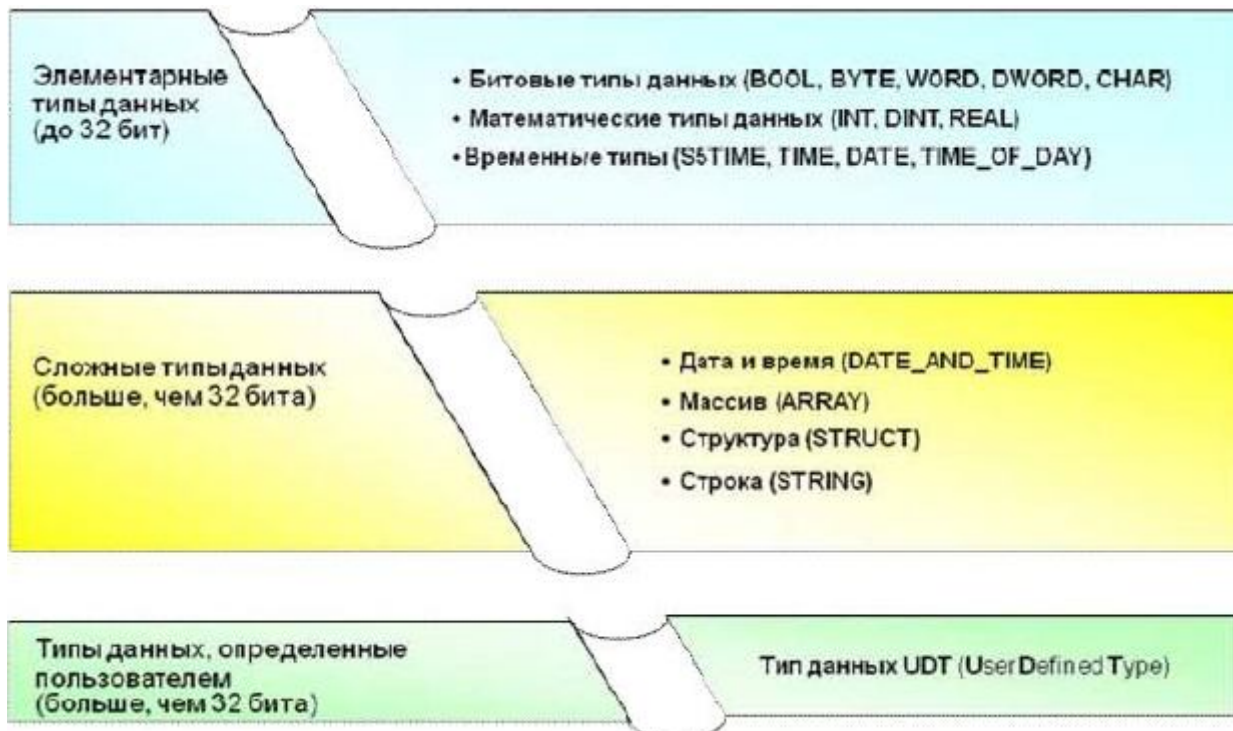 Элементарные
типы данных
(до 32 бит)
• Битовые типы данных (BOOL, BYTE, WORD, DWORD, CHAR)
• Математические типы данных (INT, DINT, REAL)
• Временные типы (S5TIME, TIME, DATE, TIME_OF_DAY)
Сложные типы данных
(больше, чем 32 бита)
• Дата и время (DATE_AND_TIME)
• Массив (ARRAY)
• Структура (STRUCT)
• Строка (STRING)
Типы данных, определенные
пользователем
(больше, чем 32 бита)
Тип данных UDT (User Defined Type)